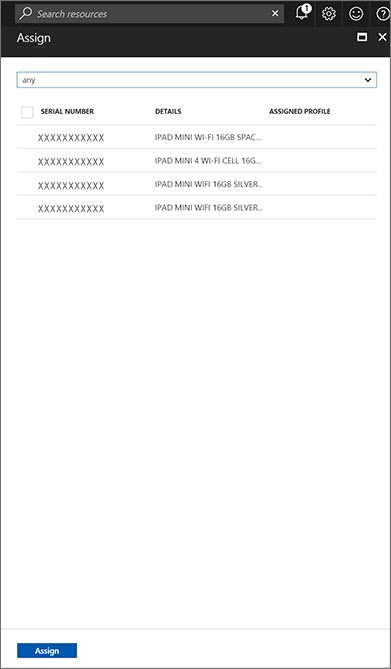 Search resources
1
Assign
any
SERIAL NUMBER DETAILS ASSIGNED PROFILE
XXXXXXXXXXX IPAD MINI WI-FI 16GB SPAC...
XXXXXXXXXXX IPAD MINI 4 WI-FI CELL 16G...
XXXXXXXXXXX IPAD MINI WIFI 16GB SILVER...
XXXXXXXXXXX IPAD MINI WIFI 16GB SILVER...
Assign